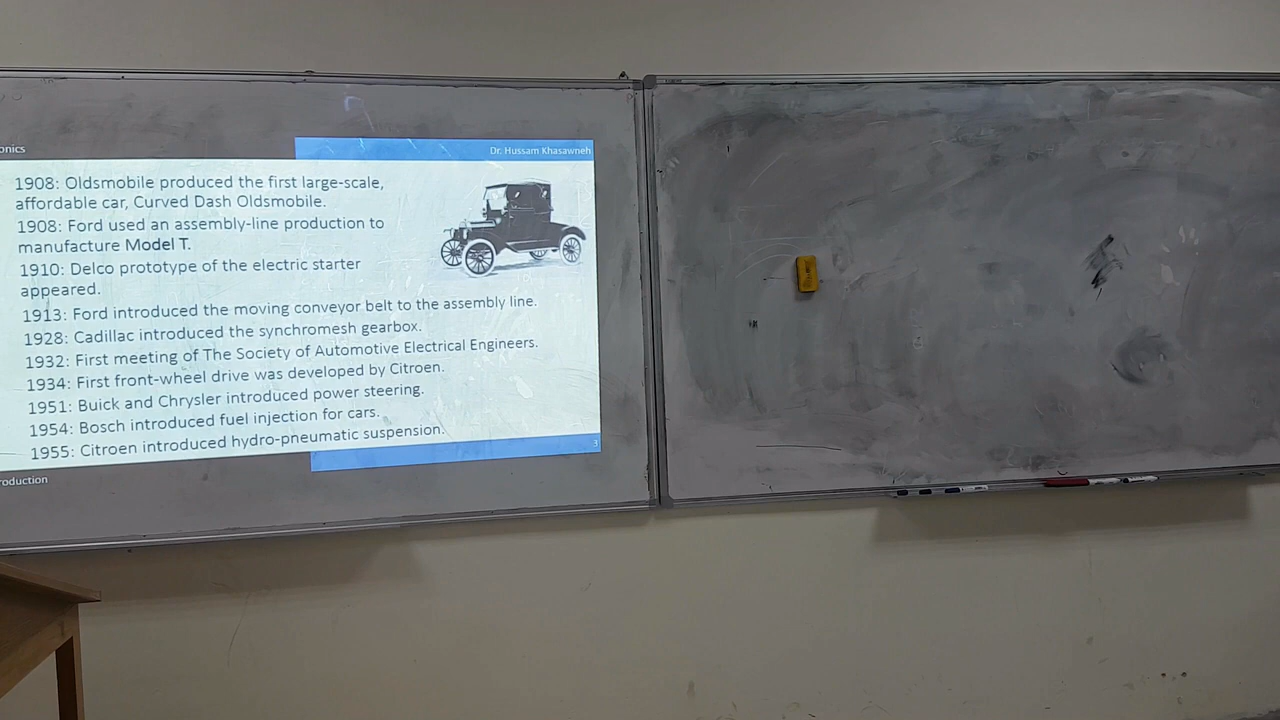 onics
Dr. Hussam Khasawneh
1908: Oldsmobile produced the first large-scale,
affordable car, Curved Dash Oldsmobile.
1908: Ford used an assembly-line production to
manufacture Model T.
1910: Delco prototype of the electric starter
appeared.
1913: Ford introduced the moving conveyor belt to the assembly line.
1928: Cadillac introduced the synchromesh gearbox.
1932: First meeting of The Society of Automotive Electrical Engineers.
1934: First front-wheel drive was developed by Citroen.
1951: Buick and Chrysler introduced power steering.
1954: Bosch introduced fuel injection for cars.
1955: Citroen introduced hydro-pneumatic suspension.
3
roduction